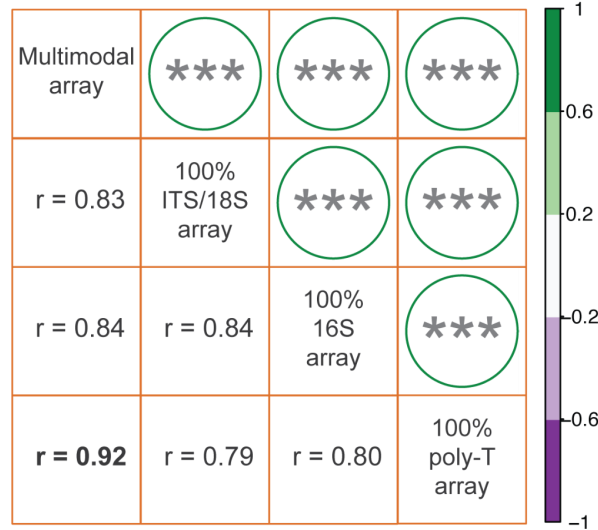 Multimodal
array
***
***
***
r = 0.83
100%
ITS/18S
array
***
***
r = 0.84
r = 0.84
100%
16S
array
***
r = 0.92
r = 0.79
r = 0.80
100%
poly-T
array
1
0.6
0.2
-0.2
-0.6
-1